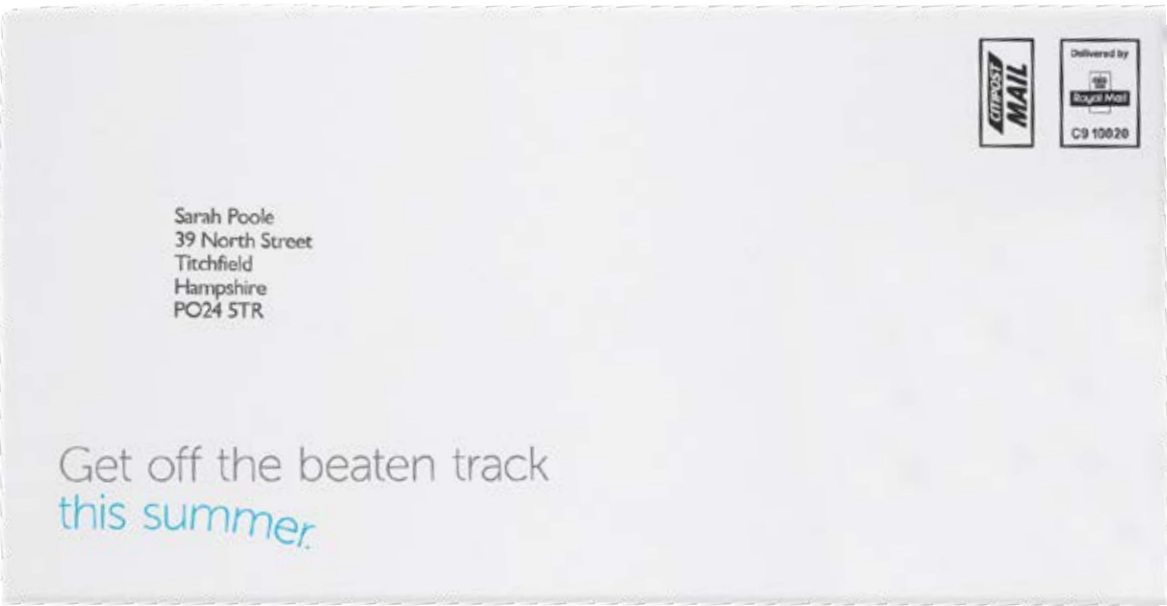 CITIPOST
MAIL
Delivered by
Royal Mail
C9 10020
Sarah Poole
39 North Street
Titchfield
Hampshire
PO24 5TR
Get off the beaten track
this summer.